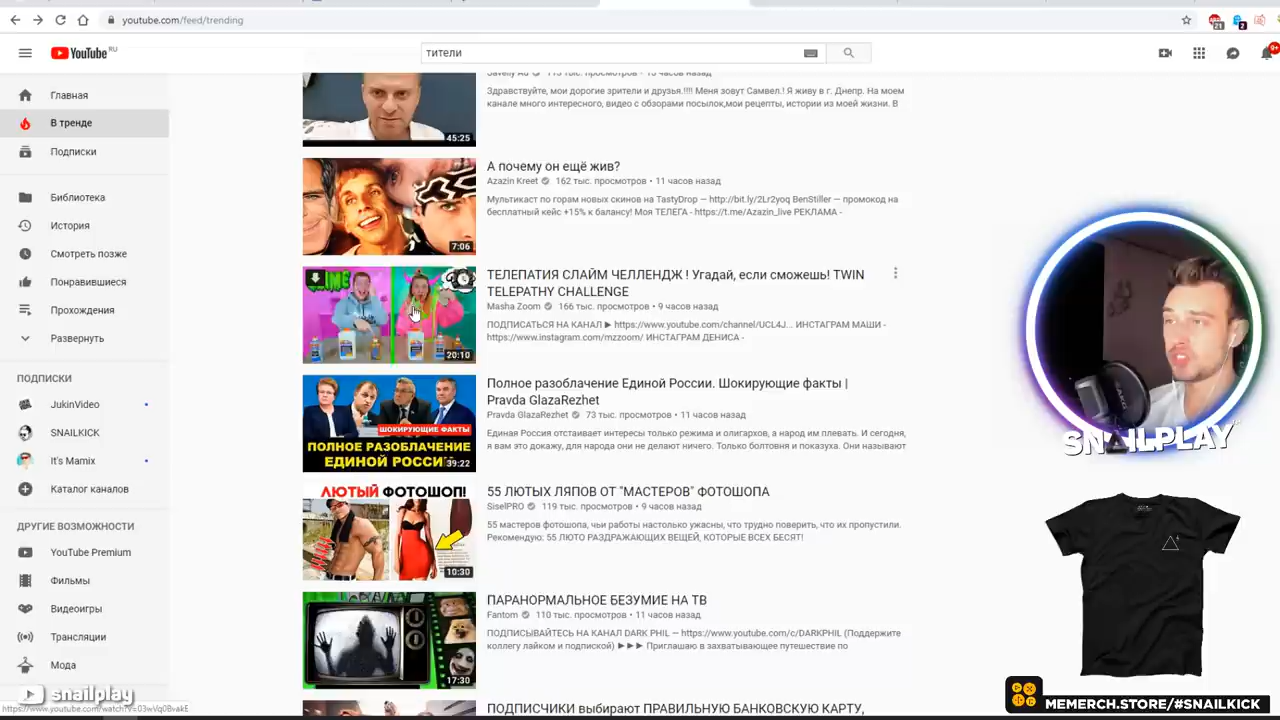 youtube.com/feed/trending
21
2
YouTube RU
тители
9+
Главная
В тренде
Подписки
Библиотека
История
Смотреть позже
Понравившиеся
Прохождения
Развернуть
ПОДПИСКИ
JukinVideo
SNAILKICK
It's Mamix
Каталог каналов
ДРУГИЕ ВОЗМОЖНОСТИ
YouTube Premium
Фильмы
Видеоигры
Трансляции
Мода
snailplay
Здравствуйте, мои дорогие зрители и друзья.!!!! Меня зовут Самвел.! Я живу в г. Днепр. На моем
канале много интересного, видео с обзорами посылок,мои рецепты, истории из моей жизни. В
45:25
А почему он ещё жив?
Azazin Kreet 162 тыс. просмотров • 11 часов назад
Мультикаст по горам новых скинов на TastyDrop — http://bit.ly/2Lr2yoq BenStiller — промокод на
бесплатный кейс +15% к балансу! Моя ТЕЛЕГА - https://t.me/Azazin_live РЕКЛАМА -
7:06
ТЕЛЕПАТИЯ СЛАЙМ ЧЕЛЛЕНДЖ ! Угадай, если сможешь! TWIN
TELEPATHY CHALLENGE
Masha Zoom 166 тыс. просмотров • 9 часов назад
ПОДПИСАТЬСЯ НА КАНАЛ ▶ https://www.youtube.com/channel/UCL4J... ИНСТАГРАМ МАШИ -
https://www.instagram.com/mzzoom/ ИНСТАГРАМ ДЕНИСА -
20:10
Полное разоблачение Единой России. Шокирующие факты |
Pravda GlazaRezhet
Pravda GlazaRezhet 73 тыс. просмотров • 11 часов назад
Единая Россия отстаивает интересы только режима и олигархов, а народ им плевать. И сегодня,
я вам это докажу, для народа они не делают ничего. Только болтовня и показуха. Они называют
ШОКИРУЮЩИЕ ФАКТЫ
ПОЛНОЕ РАЗОБЛАЧЕНИЕ
ЕДИНОЙ РОССИИ
39:22
ЛЮТЫЙ ФОТОШОП!
55 ЛЮТЫХ ЛЯПОВ ОТ "МАСТЕРОВ" ФОТОШОПА
SiselPRO 119 тыс. просмотров • 9 часов назад
55 мастеров фотошопа, чьи работы настолько ужасны, что трудно поверить, что их пропустили.
Рекомендую: 55 ЛЮТО РАЗДРАЖАЮЩИХ ВЕЩЕЙ, КОТОРЫЕ ВСЕХ БЕСЯТ!
10:30
ПАРАНОРМАЛЬНОЕ БЕЗУМИЕ НА ТВ
Fantom 110 тыс. просмотров • 11 часов назад
ПОДПИСЫВАЙТЕСЬ НА КАНАЛ DARK PHIL — https://www.youtube.com/c/DARKPHIL (Поддержите
коллегу лайком и подпиской) ▶ ▶ ▶ Приглашаю в захватывающее путешествие по
17:30
ПОДПИСЧИКИ выбирают ПРАВИЛЬНУЮ БАНКОВСКУЮ КАРТУ,
SNAILPLAY
MEMERCH.STORE/#SNAILKICK